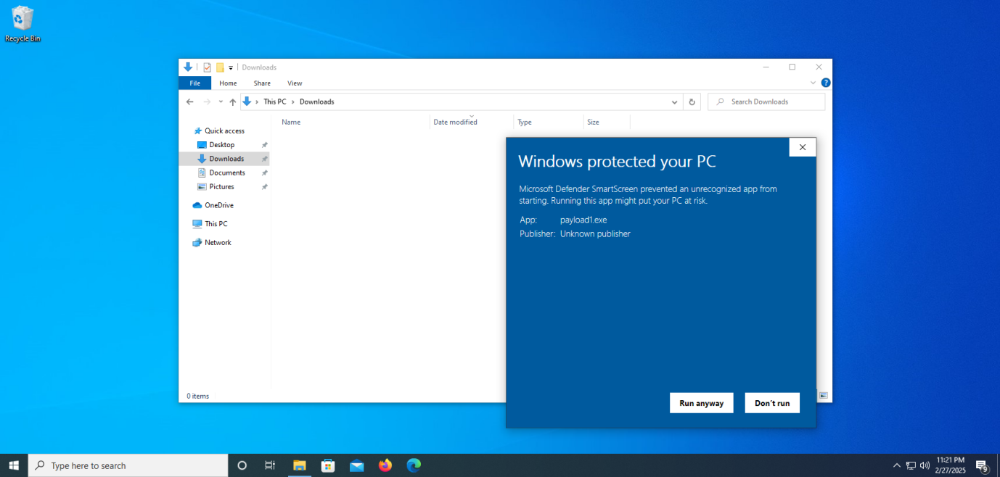 Recycle Bin
Downloads
File Home Share View
This PC Downloads
Search Downloads
Name Date modified Type Size
Quick access
Desktop
Downloads
Documents
Pictures
OneDrive
This PC
Network
0 items
Windows protected your PC
Microsoft Defender SmartScreen prevented an unrecognized app from
starting. Running this app might put your PC at risk.
App: payload1.exe
Publisher: Unknown publisher
Run anyway Don't run
Type here to search
11:21 PM
2/27/2025
9